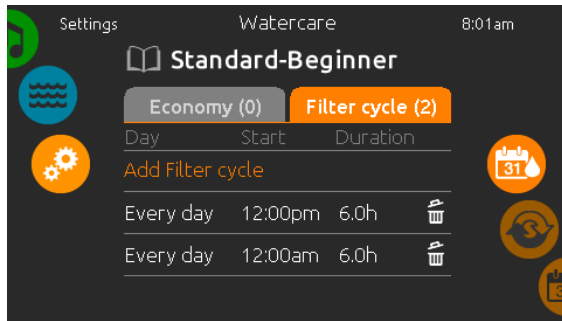 Settings Watercare 8:01am
Standard-Beginner
Economy (0) Filter cycle (2)
Day Start Duration
Add Filter cycle
31
Every day 12:00pm 6.0h
Every day 12:00am 6.0h